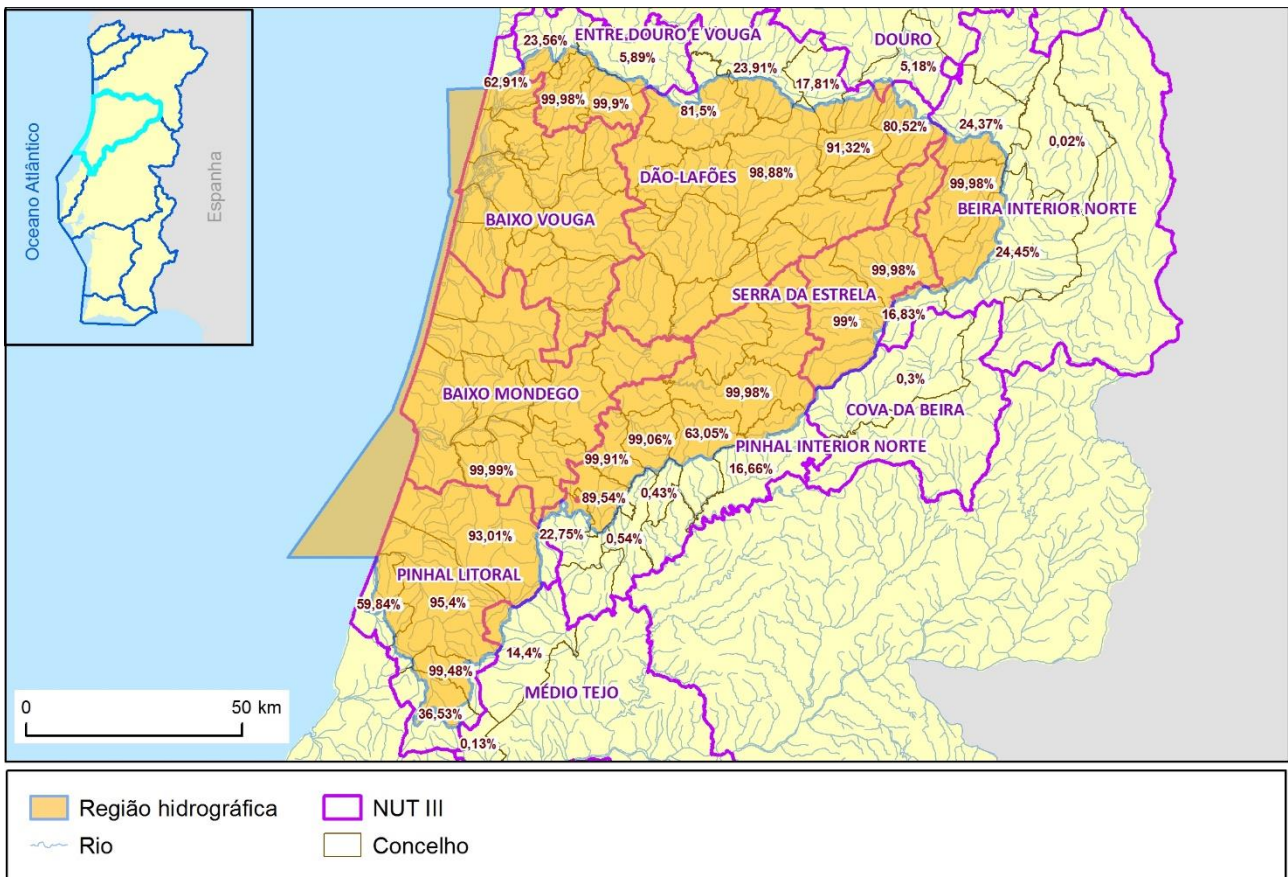 Oceano Atlântico
Espanha
ENTRE DOURO E VOUGA
DOURO
23,56%
5,89%
23,91%
5,18%
17,81%
62,91%
99,98%
99,9%
81,5%
80,52%
24,37%
0,02%
91,32%
98,88%
DÃO-LAFÕES
99,98%
BEIRA INTERIOR NORTE
BAIXO VOUGA
24,45%
99,98%
SERRA DA ESTRELA
16,83%
99%
0,3%
BAIXO MONDEGO
99,98%
COVA DA BEIRA
63,05%
99,06%
PINHAL INTERIOR NORTE
99,91%
99,99%
16,66%
89,54%
0,43%
93,01%
22,75%
0,54%
PINHAL LITORAL
59,84%
95,4%
14,4%
99,48%
MÉDIO TEJO
36,53%
0,13%
0
50 km
Região hidrográfica
NUT III
Rio
Concelho